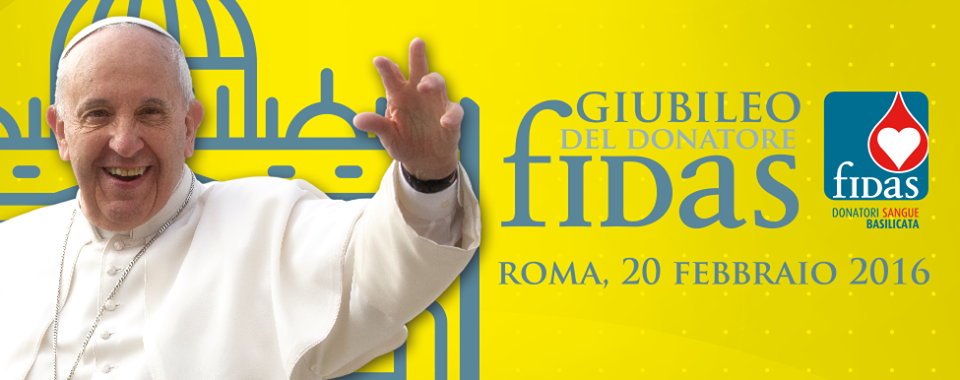 GIUBILEO
DEL DONATORE
FIDAS
fIDAS
DONATORI SANGUE
BASILICATA
ROMA, 20 FEBBRAIO 2016